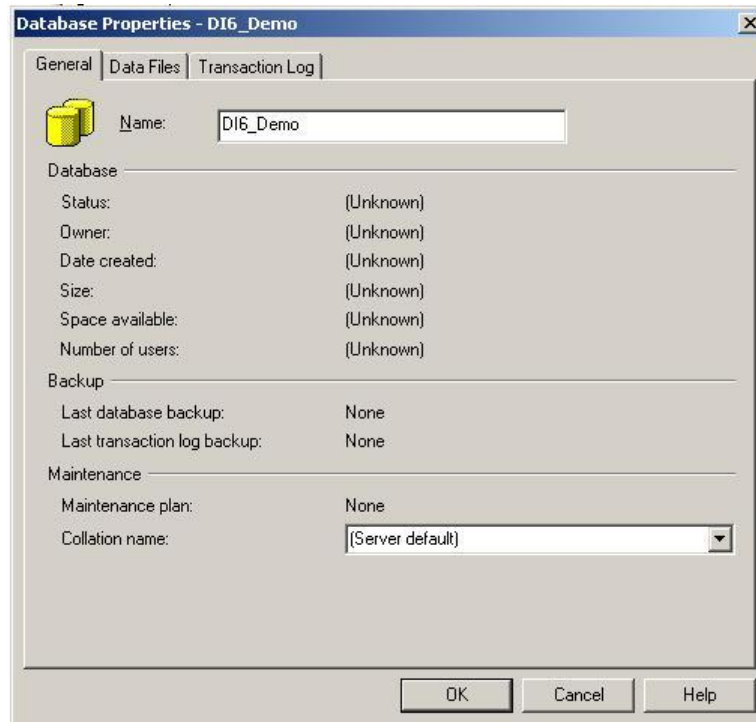 Database Properties - DI6_Demo
General Data Files Transaction Log
Name: DI6_Demo
Database
Status: (Unknown)
Owner: (Unknown)
Date created: (Unknown)
Size: (Unknown)
Space available: (Unknown)
Number of users: (Unknown)
Backup
Last database backup: None
Last transaction log backup: None
Maintenance
Maintenance plan: None
Collation name: (Server default)
OK Cancel Help